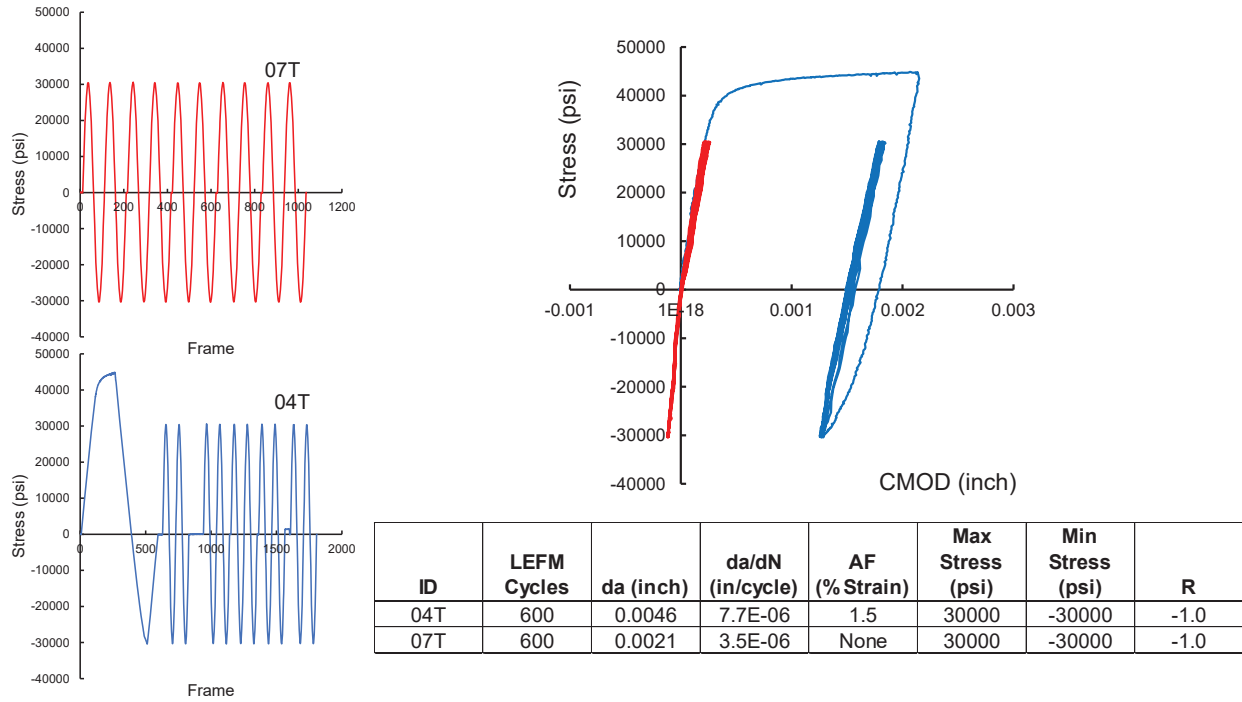 50000
40000
30000
20000
10000
0
-10000
-20000
-30000
-40000
Stress (psi)
07T
0 200 400 600 800 1000 1200
Frame
50000
40000
30000
20000
10000
0
-10000
-20000
-30000
-40000
Stress (psi)
04T
0 500 1000 1500 2000
Frame
50000
40000
30000
20000
10000
0
-10000
-20000
-30000
-40000
Stress (psi)
-0.001 1E-18 0.001 0.002 0.003
CMOD (inch)
ID LEFM Cycles da (inch) da/dN (in/cycle) AF (% Strain) Max Stress (psi) Min Stress (psi) R
04T 600 0.0046 7.7E-06 1.5 30000 -30000 -1.0
07T 600 0.0021 3.5E-06 None 30000 -30000 -1.0